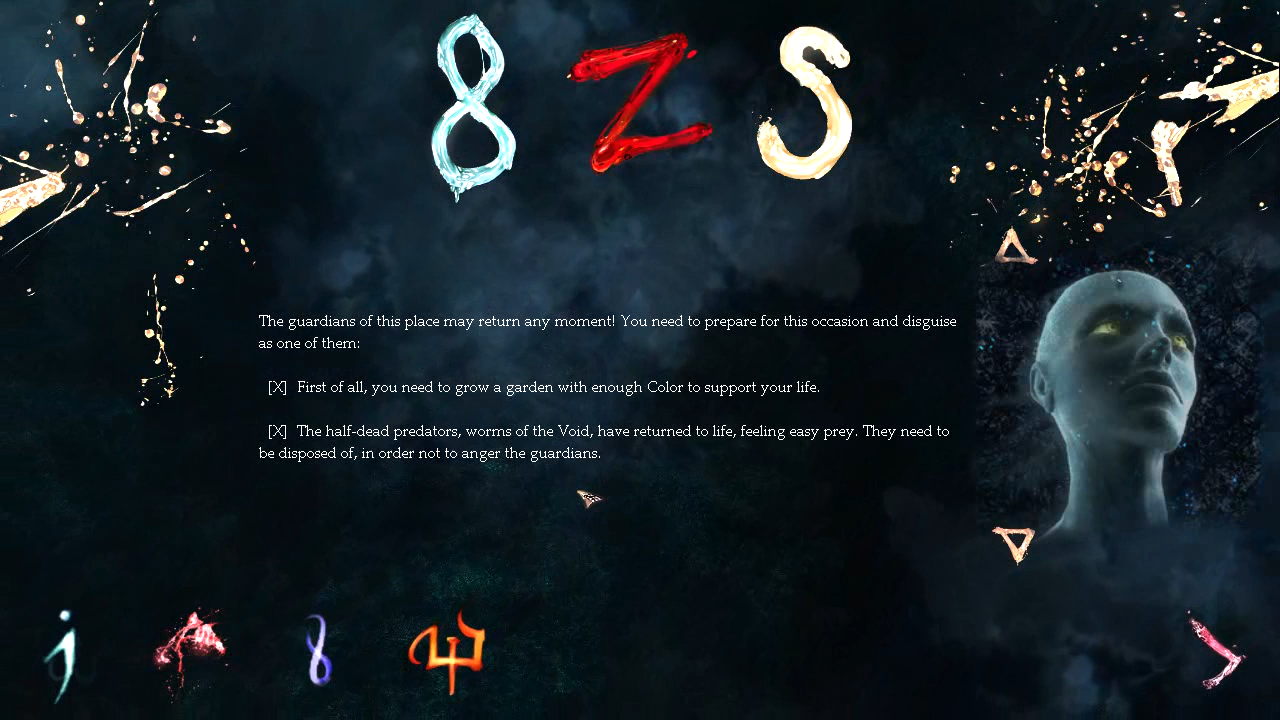 8 Z S
The guardians of this place may return any moment! You need to prepare for this occasion and disguise
as one of them:
[X] First of all, you need to grow a garden with enough Color to support your life.
[X] The half-dead predators, worms of the Void, have returned to life, feeling easy prey. They need to
be disposed of, in order not to anger the guardians.